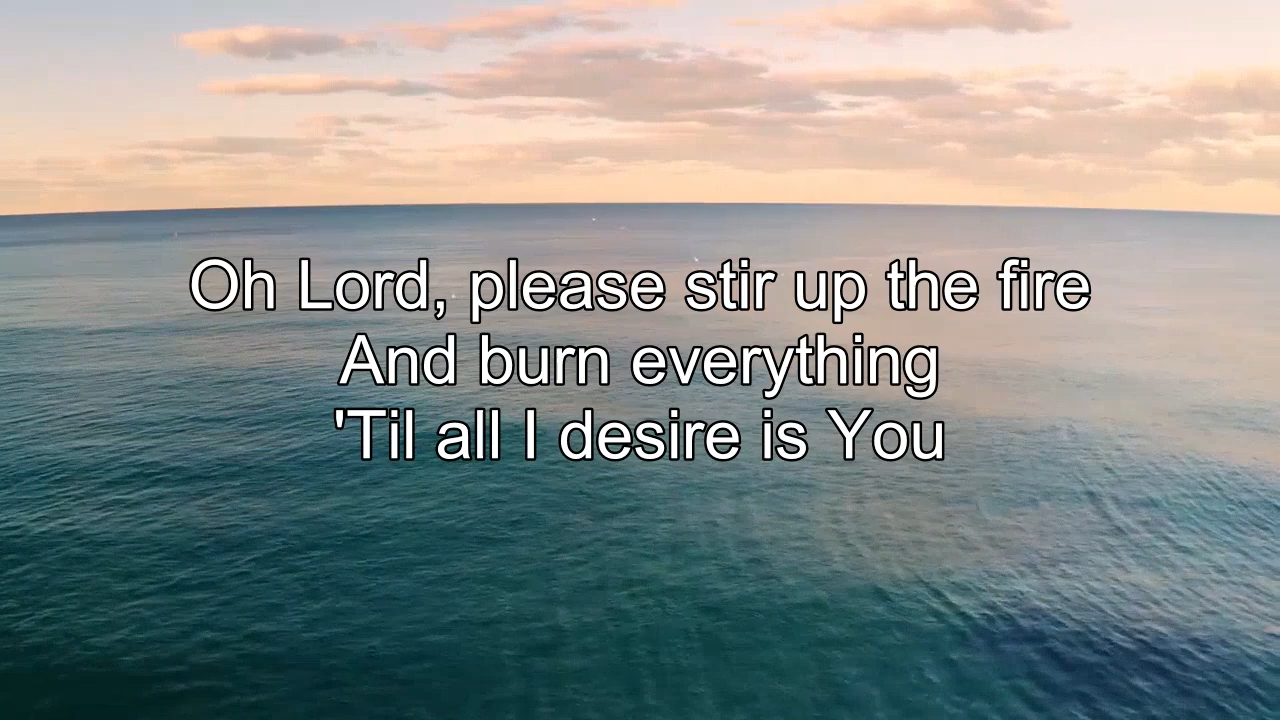 Oh Lord, please stir up the fire
And burn everything
'Til all I desire is You